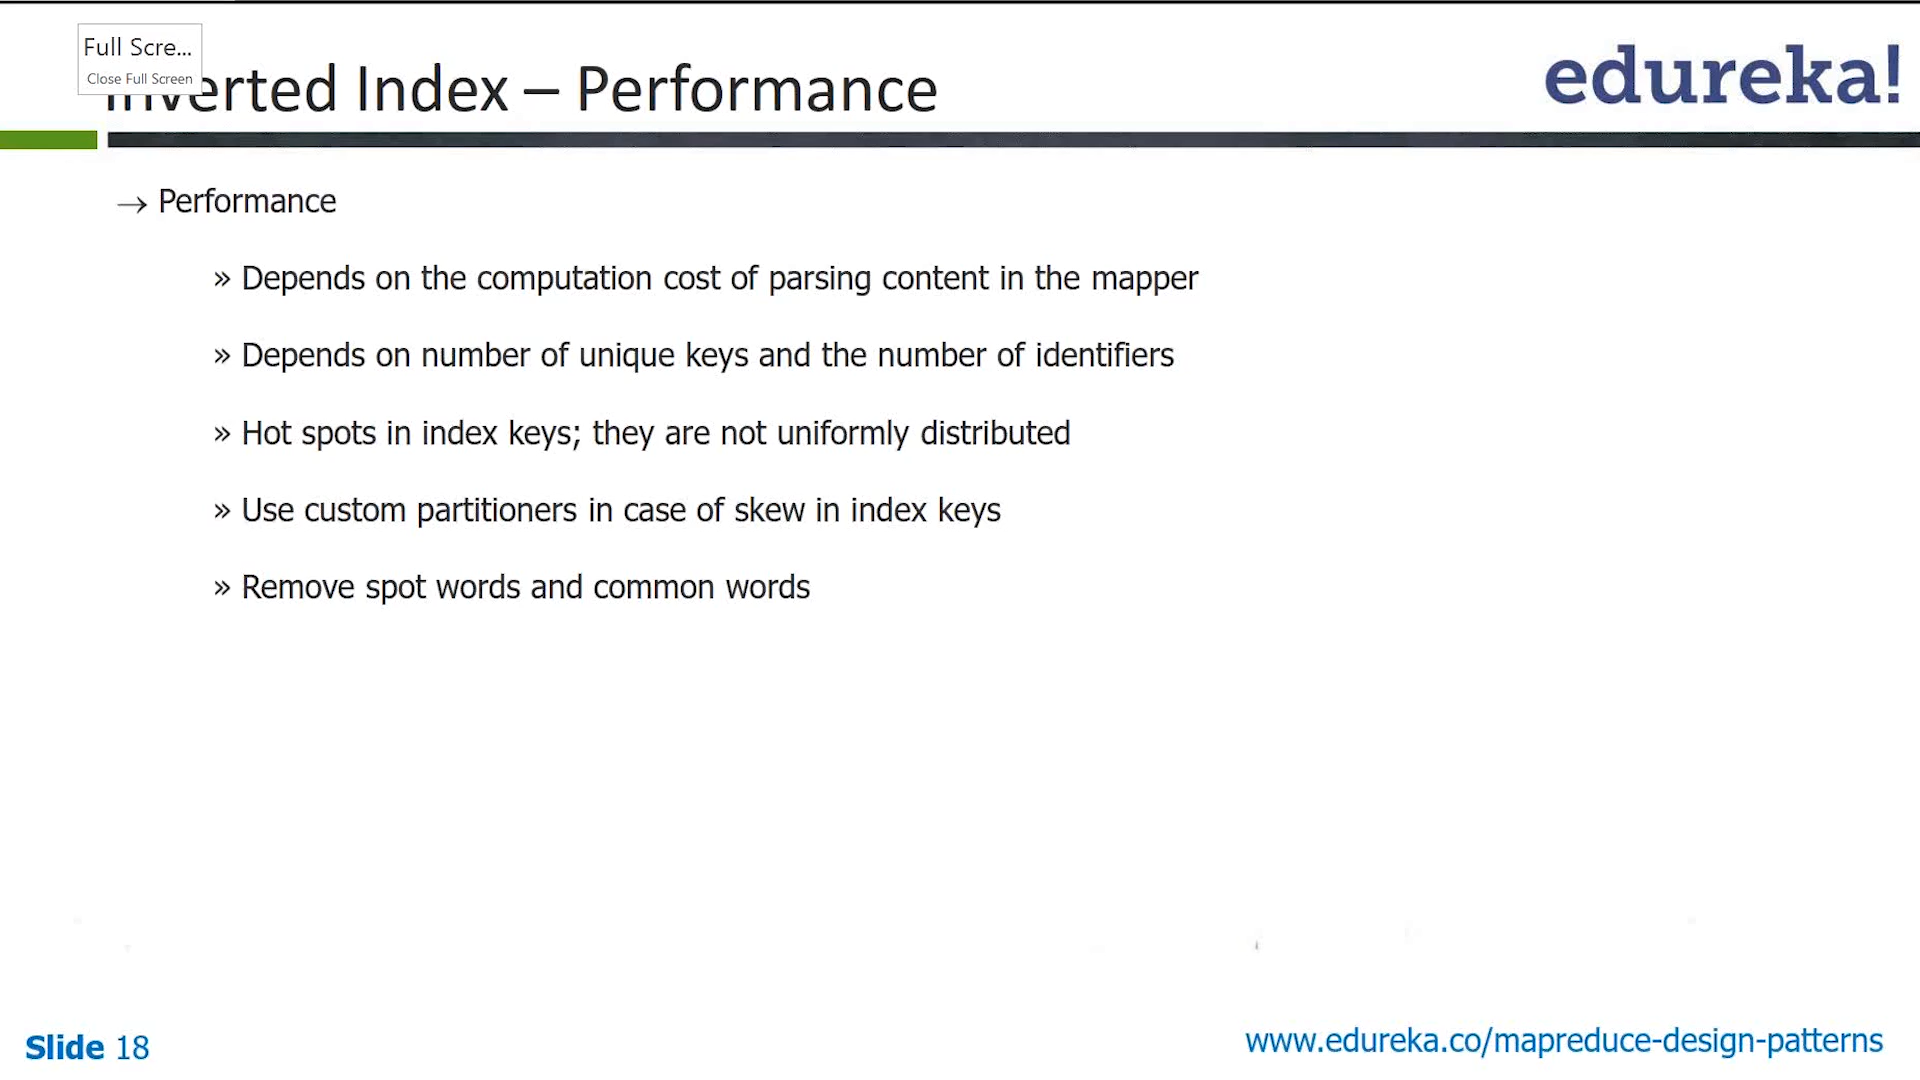 Full Scre...
Close Full Screen
Inverted Index – Performance
edureka!
→ Performance
» Depends on the computation cost of parsing content in the mapper
» Depends on number of unique keys and the number of identifiers
» Hot spots in index keys; they are not uniformly distributed
» Use custom partitioners in case of skew in index keys
» Remove spot words and common words
Slide 18
www.edureka.co/mapreduce-design-patterns